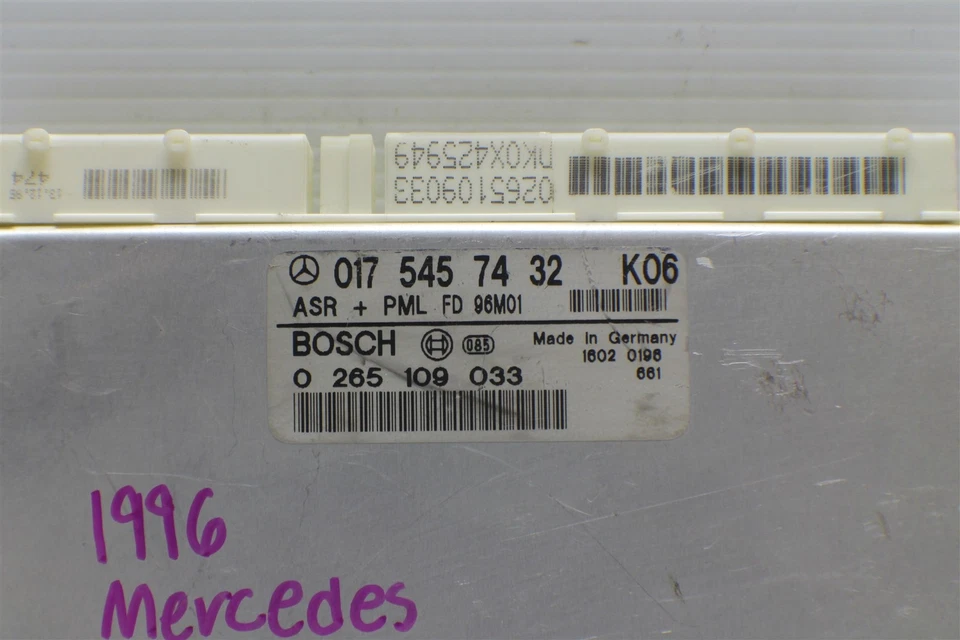 474
DK0X425949
0265109033
017 545 74 32 K06
ASR + PML FD 96M01
BOSCH 085 Made in Germany
1602 0196
0 265 109 033 661
1996
Mercedes